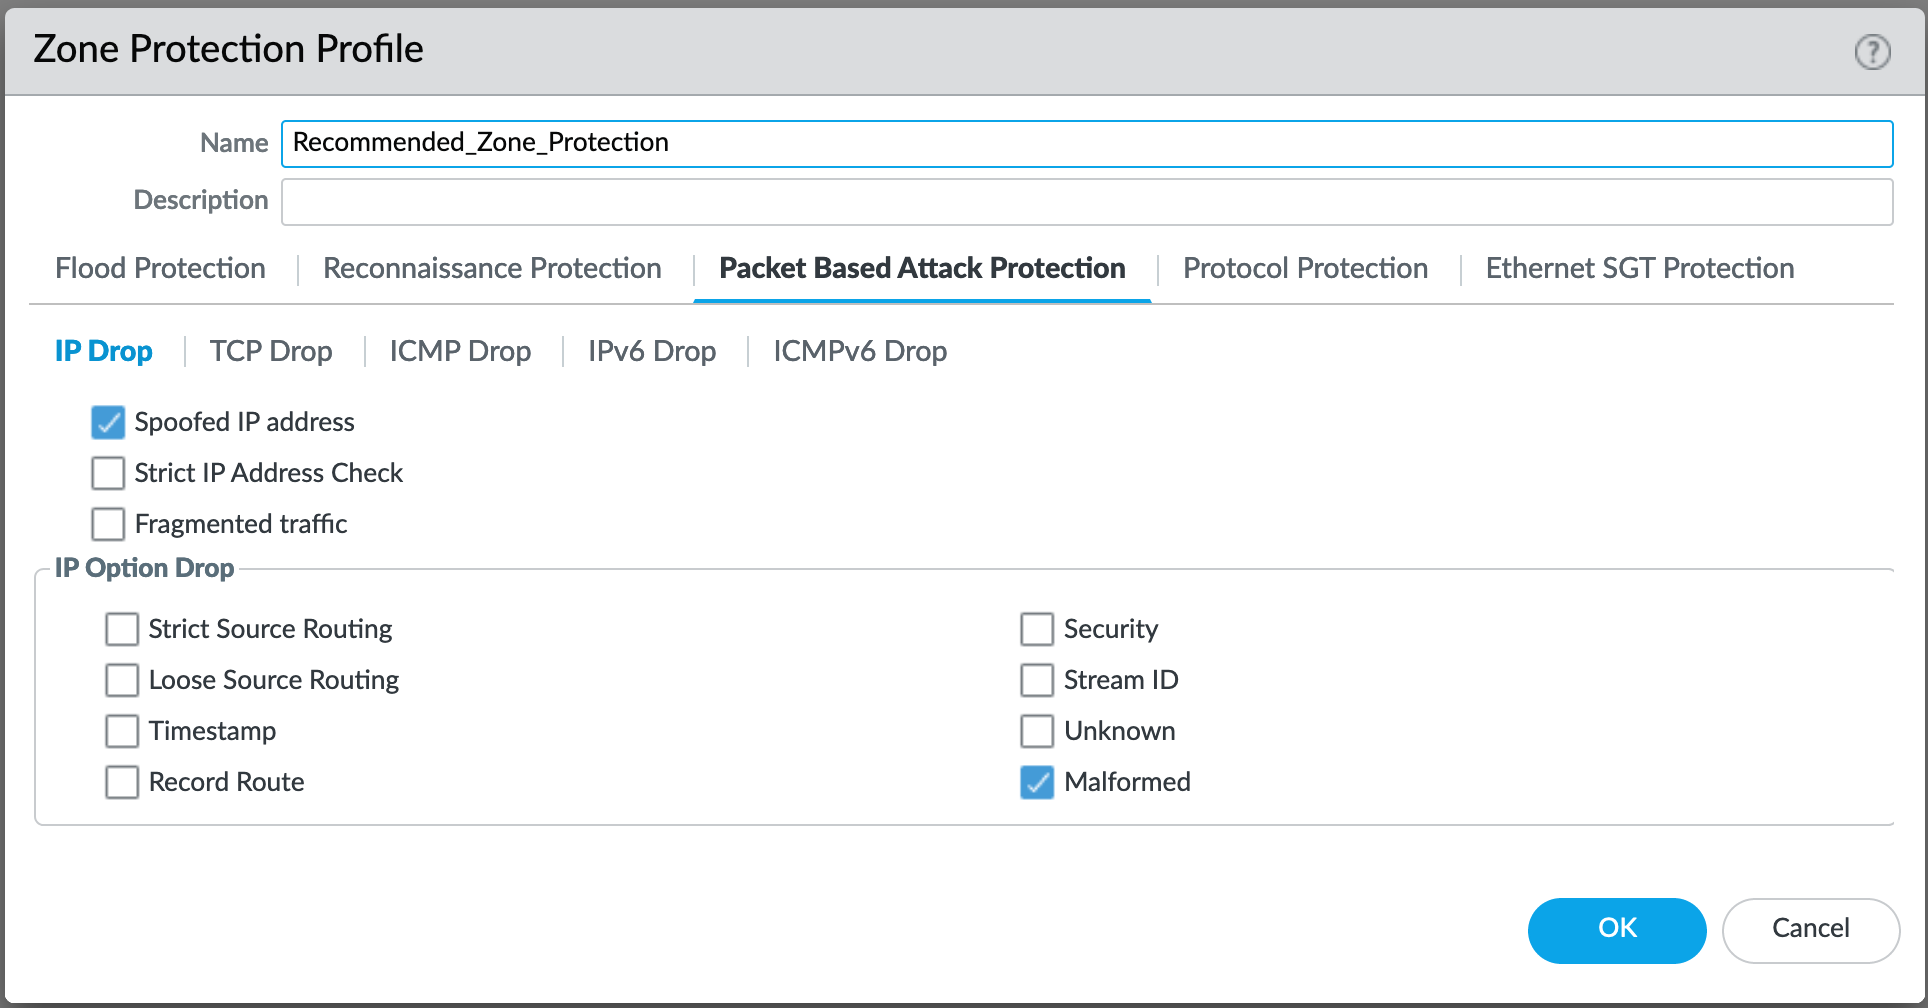 Zone Protection Profile
?
Name Recommended_Zone_Protection
Description
Flood Protection Reconnaissance Protection Packet Based Attack Protection Protocol Protection Ethernet SGT Protection
IP Drop TCP Drop ICMP Drop IPv6 Drop ICMPv6 Drop
Spoofed IP address
Strict IP Address Check
Fragmented traffic
IP Option Drop
Strict Source Routing Security
Loose Source Routing Stream ID
Timestamp Unknown
Record Route Malformed
OK Cancel